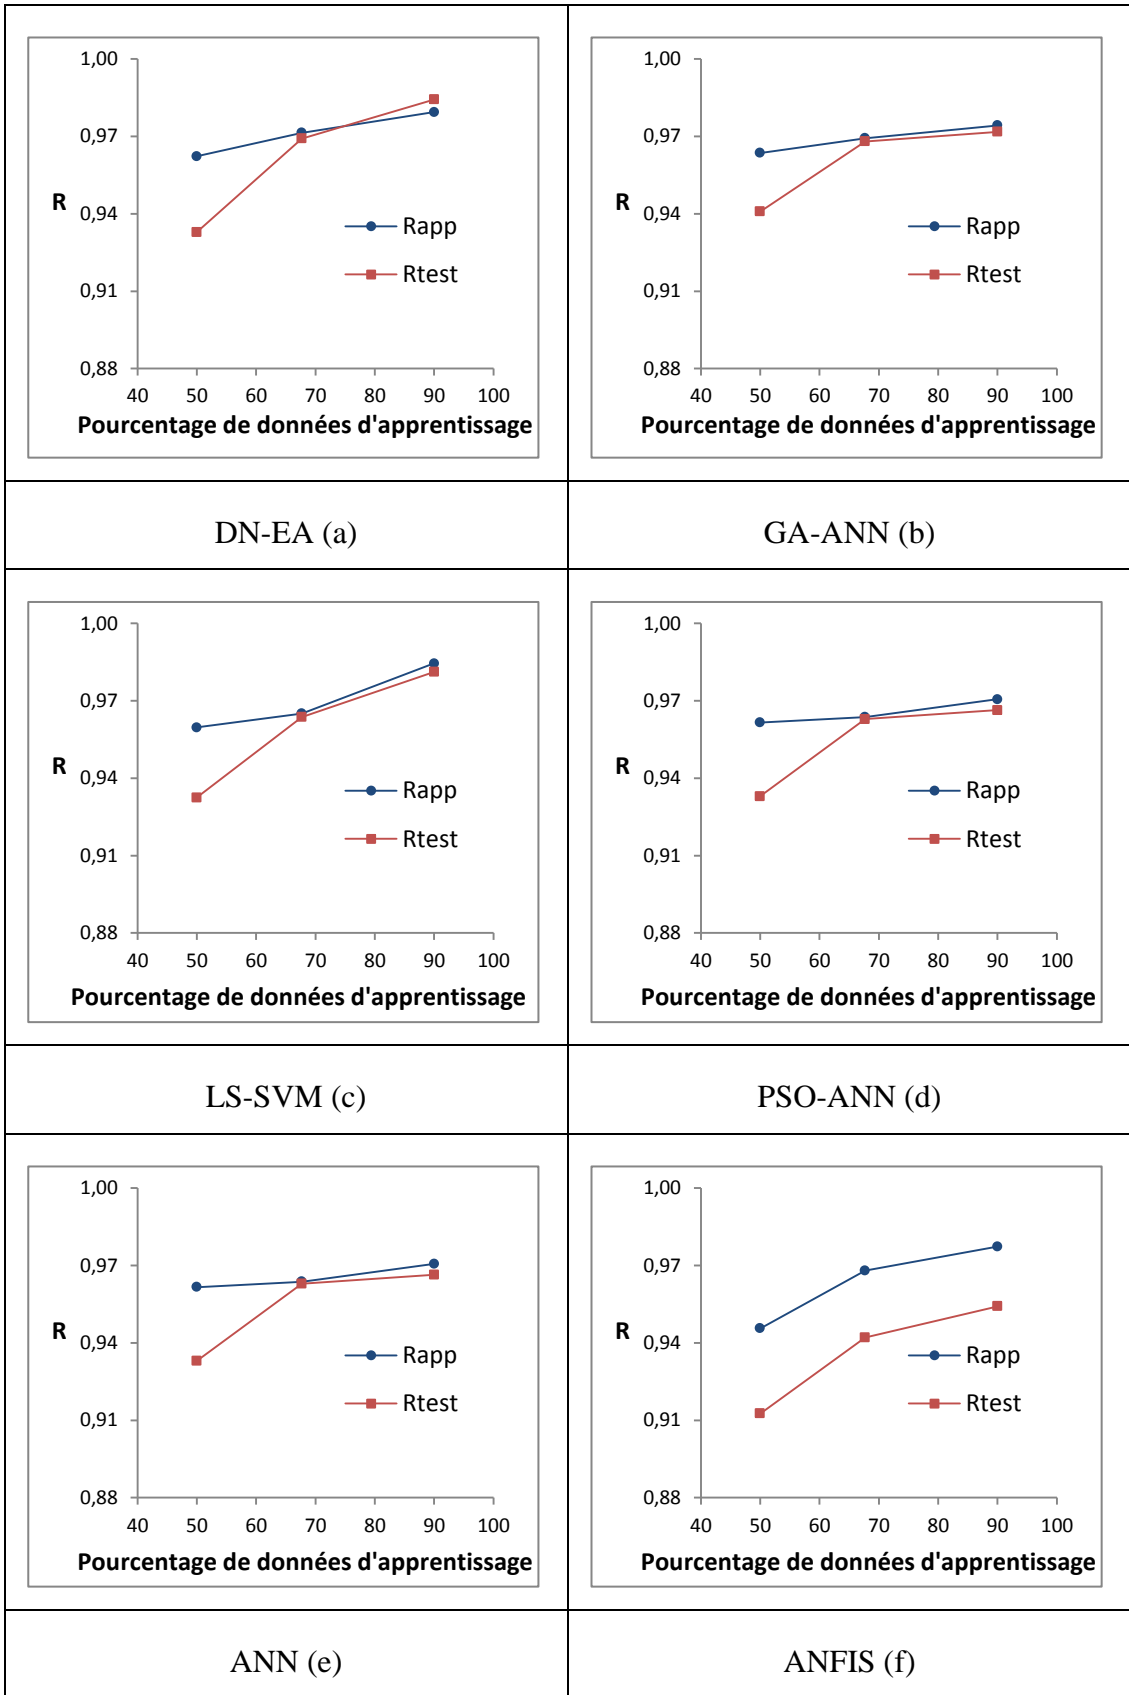 1,00
0,97
R
0,94
Rapp
Rtest
0,91
0,88
40 50 60 70 80 90 100
Pourcentage de données d'apprentissage
1,00
0,97
R
0,94
Rapp
Rtest
0,91
0,88
40 50 60 70 80 90 100
Pourcentage de données d'apprentissage
DN-EA (a)
GA-ANN (b)
1,00
0,97
R
0,94
Rapp
Rtest
0,91
0,88
40 50 60 70 80 90 100
Pourcentage de données d'apprentissage
1,00
0,97
R
0,94
Rapp
Rtest
0,91
0,88
40 50 60 70 80 90 100
Pourcentage de données d'apprentissage
LS-SVM (c)
PSO-ANN (d)
1,00
0,97
R
0,94
Rapp
Rtest
0,91
0,88
40 50 60 70 80 90 100
Pourcentage de données d'apprentissage
1,00
0,97
R
0,94
Rapp
Rtest
0,91
0,88
40 50 60 70 80 90 100
Pourcentage de données d'apprentissage
ANN (e)
ANFIS (f)